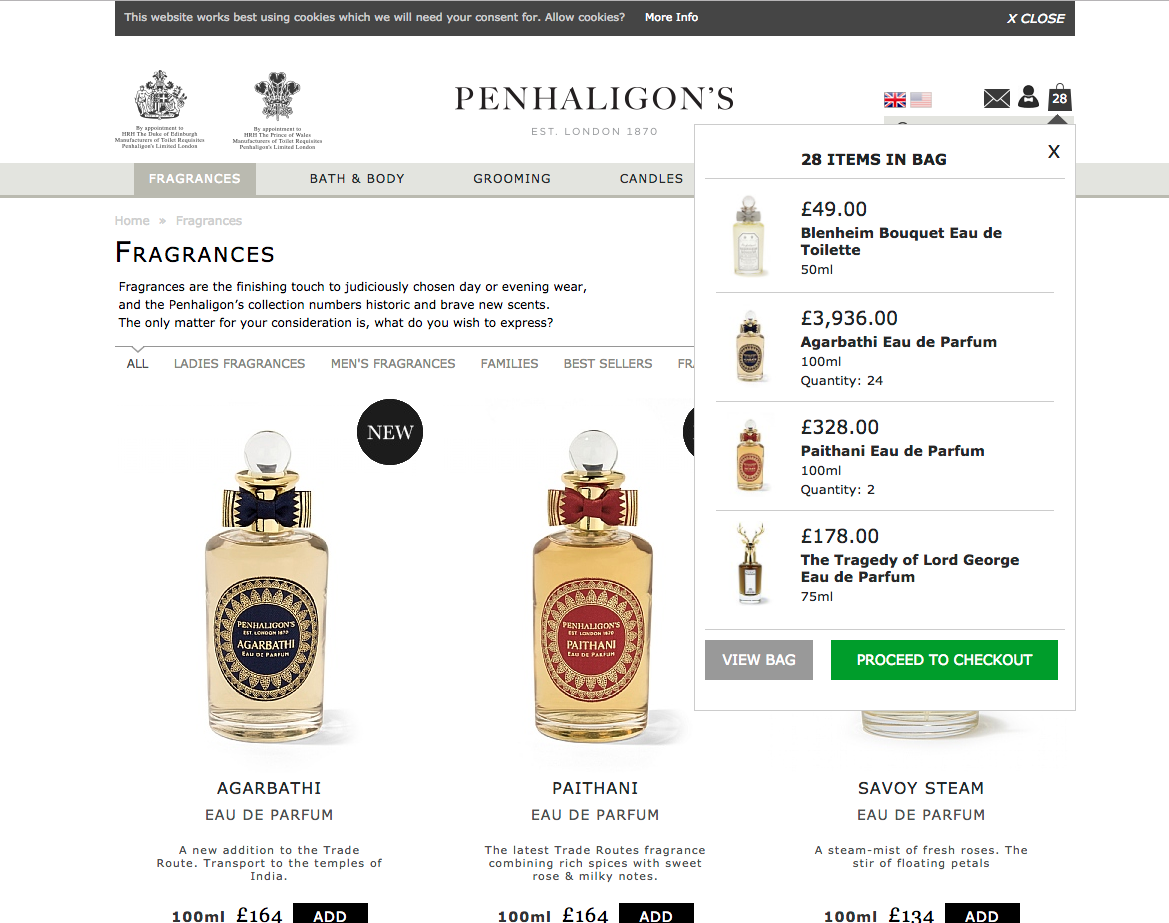 This website works best using cookies which we will need your consent for. Allow cookies? More Info X CLOSE
By appointment to
HRH The Duke of Edinburgh
Manufacturers of Toilet Requisites
Penhaligon's Limited London
By appointment to
HRH The Prince of Wales
Manufacturers of Toilet Requisites
Penhaligon's Limited London
PENHALIGON'S
EST. LONDON 1870
28
FRAGRANCES BATH & BODY GROOMING CANDLES
Home » Fragrances
FRAGRANCES
Fragrances are the finishing touch to judiciously chosen day or evening wear,
and the Penhaligon's collection numbers historic and brave new scents.
The only matter for your consideration is, what do you wish to express?
ALL LADIES FRAGRANCES MEN'S FRAGRANCES FAMILIES BEST SELLERS FR
28 ITEMS IN BAG X
£49.00
Blenheim Bouquet Eau de
Toilette
50ml
£3,936.00
Agarbathi Eau de Parfum
100ml
Quantity: 24
£328.00
Paithani Eau de Parfum
100ml
Quantity: 2
£178.00
The Tragedy of Lord George
Eau de Parfum
75ml
VIEW BAG PROCEED TO CHECKOUT
NEW
PENHALIGON'S
EST. LONDON 1870
AGARBATHI
EAU DE PARFUM
PENHALIGON'S
EST. LONDON 1870
PAITHANI
EAU DE PARFUM
AGARBATHI
EAU DE PARFUM
A new addition to the Trade
Route. Transport to the temples of
India.
100ml £164 ADD
PAITHANI
EAU DE PARFUM
The latest Trade Routes fragrance
combining rich spices with sweet
rose & milky notes.
100ml £164 ADD
SAVOY STEAM
EAU DE PARFUM
A steam-mist of fresh roses. The
stir of floating petals
100ml £134 ADD